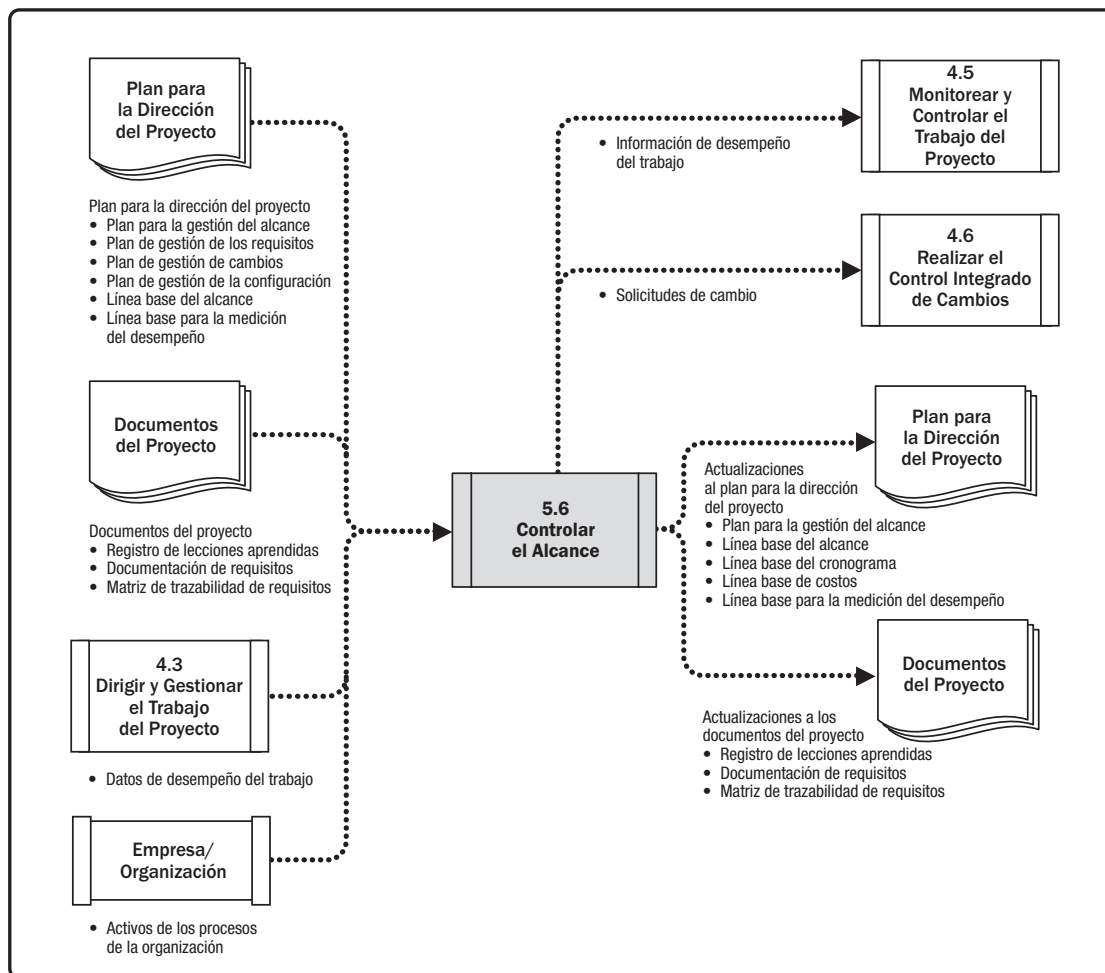 Plan para
la Dirección
del Proyecto
Plan para la dirección del proyecto
• Plan para la gestión del alcance
• Plan de gestión de los requisitos
• Plan de gestión de cambios
• Plan de gestión de la configuración
• Línea base del alcance
• Línea base para la medición
del desempeño
Documentos
del Proyecto
Documentos del proyecto
• Registro de lecciones aprendidas
• Documentación de requisitos
• Matriz de trazabilidad de requisitos
4.3
Dirigir y Gestionar
el Trabajo
del Proyecto
• Datos de desempeño del trabajo
Empresa/
Organización
• Activos de los procesos
de la organización
5.6
Controlar
el Alcance
• Información de desempeño
del trabajo
4.5
Monitorear y
Controlar el
Trabajo del
Proyecto
• Solicitudes de cambio
4.6
Realizar el
Control Integrado
de Cambios
Plan para
la Dirección
del Proyecto
Actualizaciones
al plan para la dirección
del proyecto
• Plan para la gestión del alcance
• Línea base del alcance
• Línea base del cronograma
• Línea base de costos
• Línea base para la medición del desempeño
Documentos
del Proyecto
Actualizaciones a los
documentos del proyecto
• Registro de lecciones aprendidas
• Documentación de requisitos
• Matriz de trazabilidad de requisitos